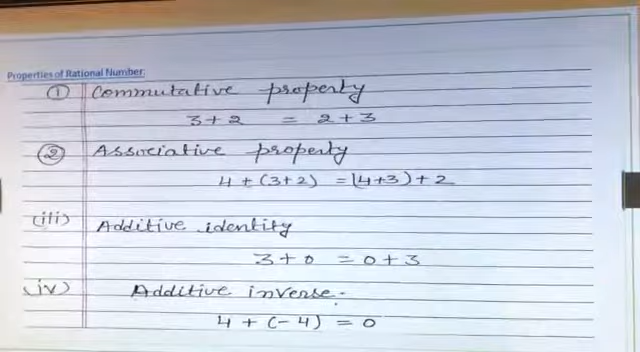 Properties of Rational Number:
① Commutative property
3 + 2 = 2 + 3
② Associative property
4 + (3+2) = (4+3) + 2
(iii) Additive identity
3 + 0 = 0 + 3
(iv) Additive inverse -
4 + (-4) = 0